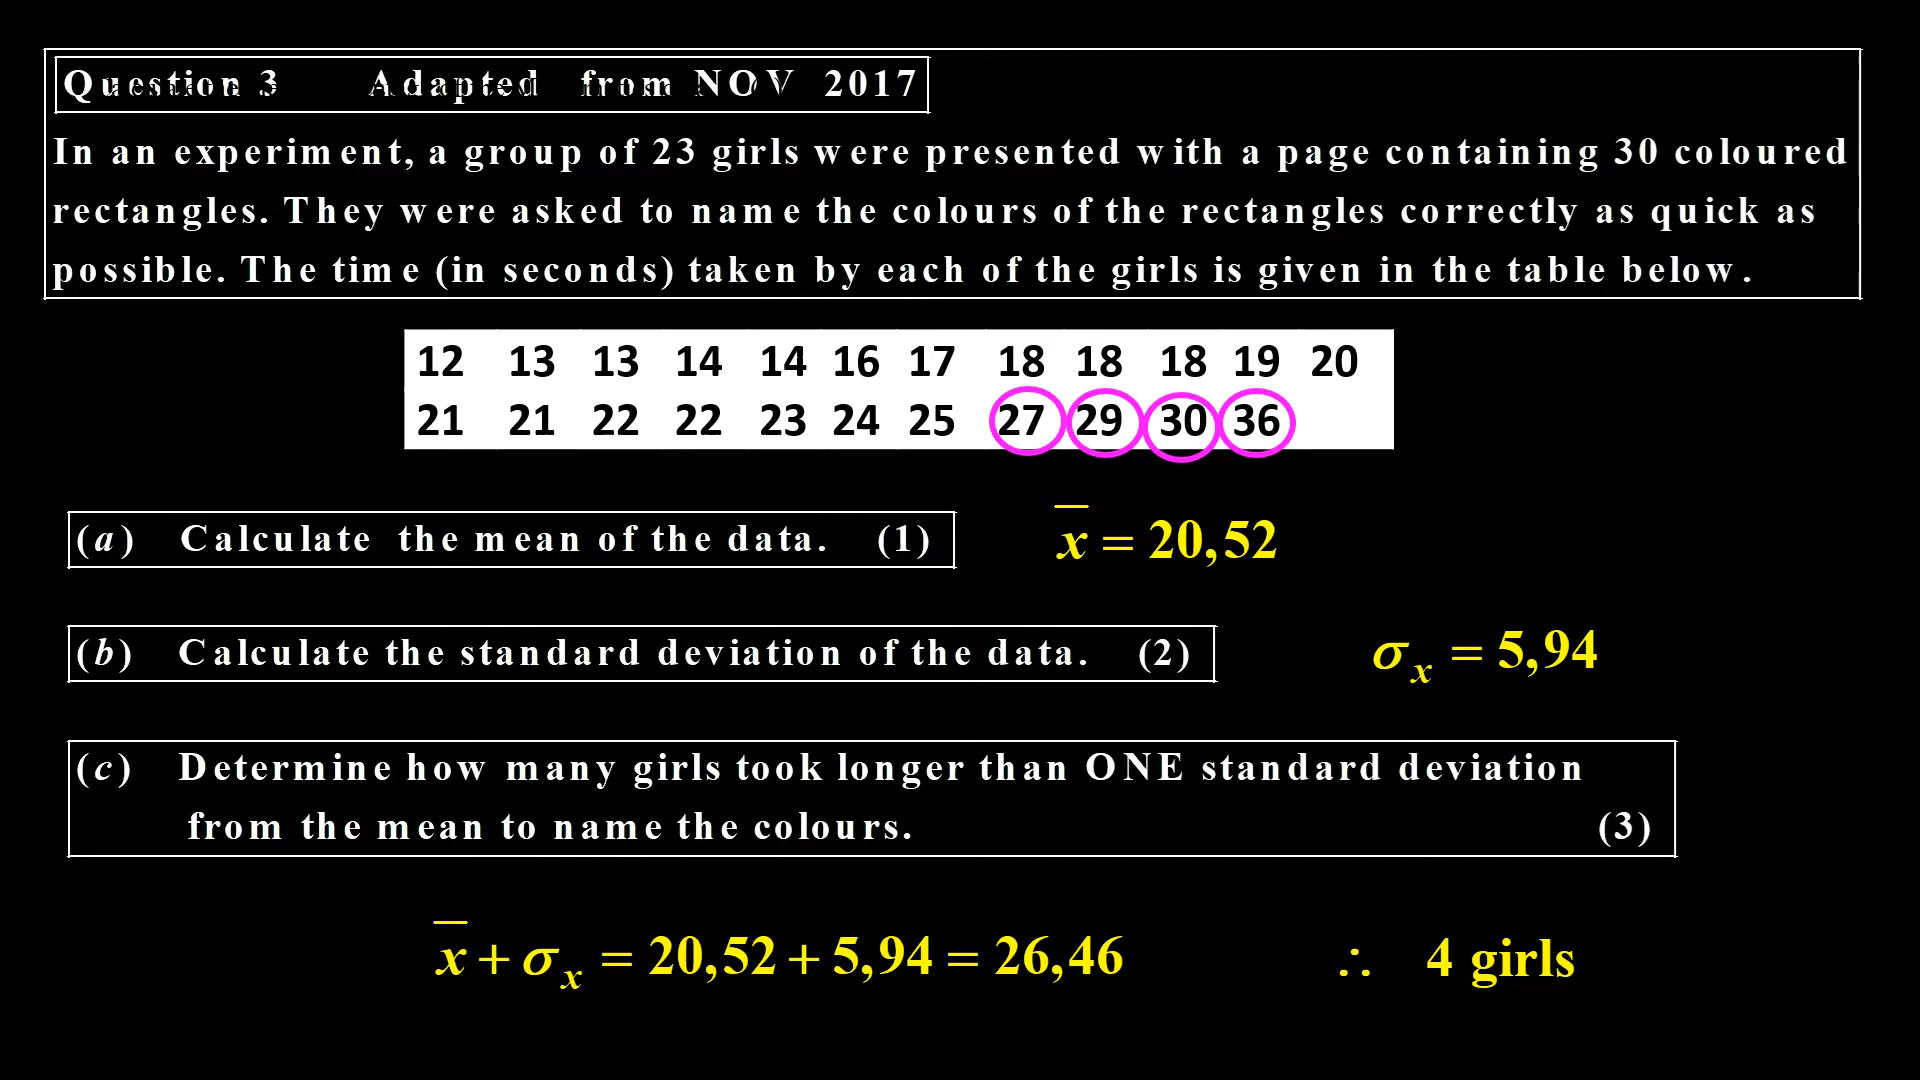 Question 3 Adapted from NOV 2017
In an experiment, a group of 23 girls were presented with a page containing 30 coloured
rectangles. They were asked to name the colours of the rectangles correctly as quick as
possible. The time (in seconds) taken by each of the girls is given in the table below.
12 13 13 14 14 16 17 18 18 18 19 20
21 21 22 22 23 24 25 27 29 30 36
(a) Calculate the mean of the data. (1) x̅ = 20,52
(b) Calculate the standard deviation of the data. (2) σₓ = 5,94
(c) Determine how many girls took longer than ONE standard deviation
from the mean to name the colours. (3)
x̅ + σₓ = 20,52 + 5,94 = 26,46 ∴ 4 girls